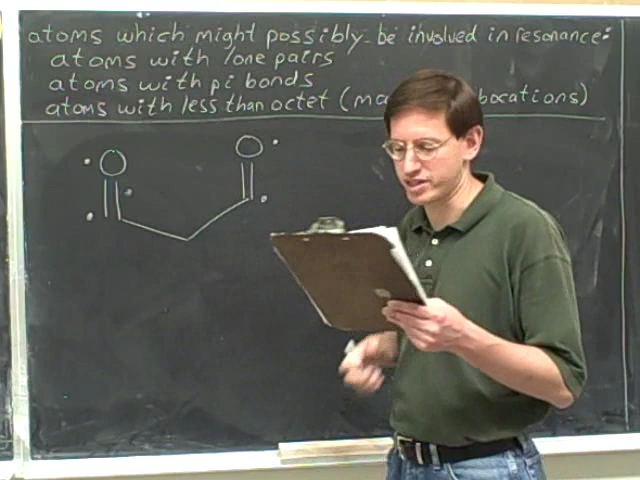 atoms which might possibly be involved in resonance:
atoms with lone pairs
atoms with pi bonds
atoms with less than octet (ma bocations)
O O